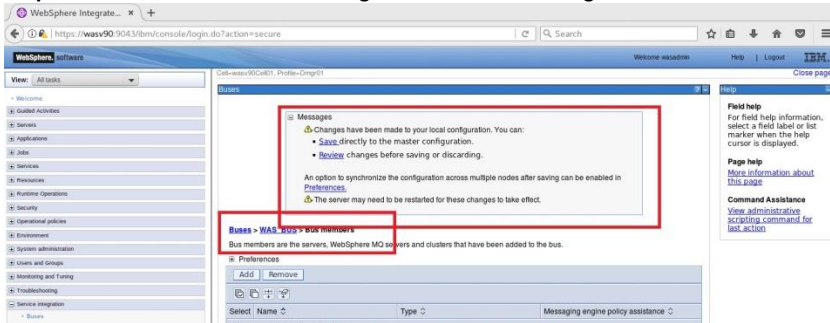 WebSphere Integrate... × +
https://wasv90:9043/ibm/console/login.do?action=secure
Search
WebSphere. software
Welcome wasadmin
Help | Logout
IBM.
View: All tasks
Cell=wasv90Cell01, Profile=Dmgr01
Close page
Welcome
Guided Activities
Servers
Applications
Jobs
Services
Resources
Runtime Operations
Security
Operational policies
Environment
System administration
Users and Groups
Monitoring and Tuning
Troubleshooting
Service integration
Buses
Buses
Messages
Changes have been made to your local configuration. You can:
• Save directly to the master configuration.
• Review changes before saving or discarding.
An option to synchronize the configuration across multiple nodes after saving can be enabled in
Preferences.
The server may need to be restarted for these changes to take effect.
Buses > WAS_BUS > Bus members
Bus members are the servers, WebSphere MQ servers and clusters that have been added to the bus.
Preferences
Add Remove
Select Name Type Messaging engine policy assistance
Help
Field help
For field help information,
select a field label or list
marker when the help
cursor is displayed.
Page help
More information about
this page
Command Assistance
View administrative
scripting command for
last action